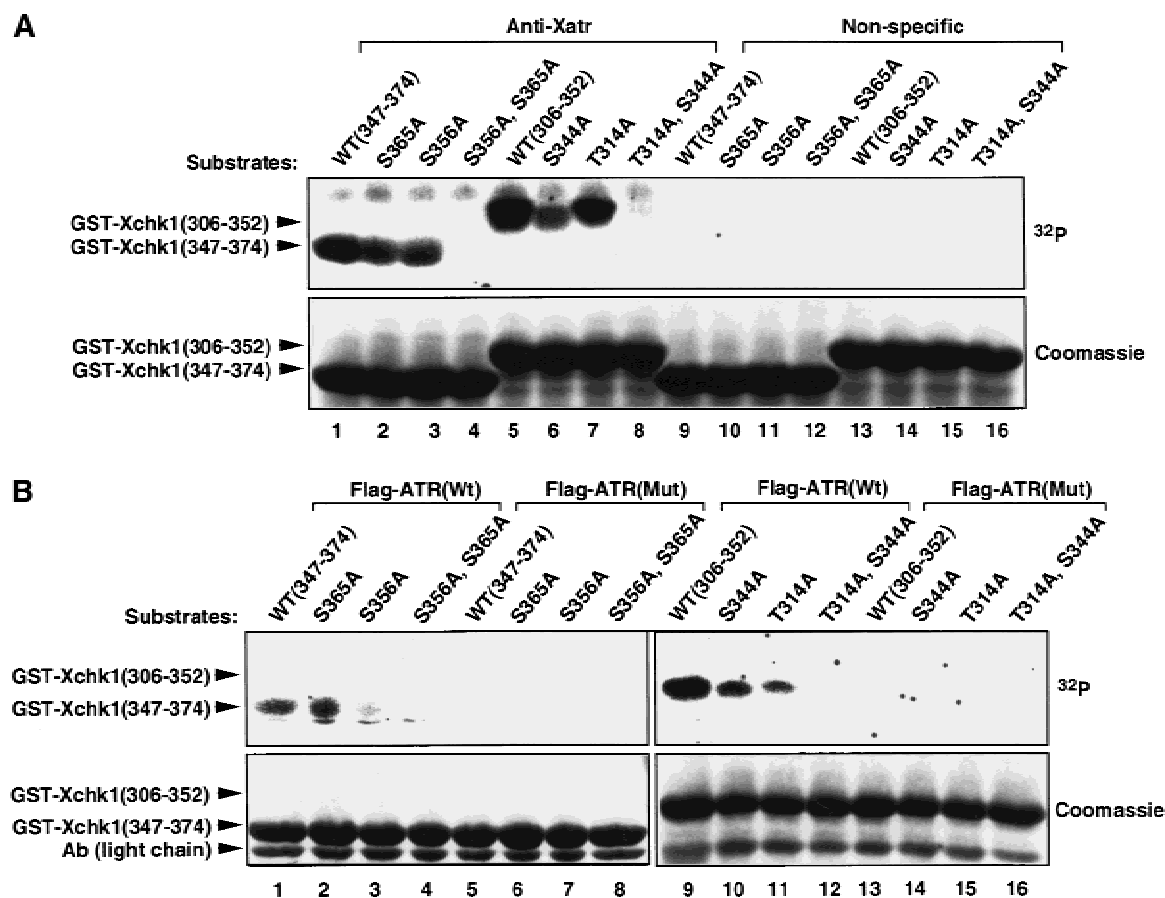 A
Anti-Xatr
Non-specific
Substrates:
WT(347-374)
S365A
S356A
S356A, S365A
WT(306-352)
S344A
T314A
T314A, S344A
WT(347-374)
S365A
S356A
S356A, S365A
WT(306-352)
S344A
T314A
T314A, S344A
GST-Xchk1(306-352)
GST-Xchk1(347-374)
32P
GST-Xchk1(306-352)
GST-Xchk1(347-374)
Coomassie
1 2 3 4 5 6 7 8 9 10 11 12 13 14 15 16
B
Flag-ATR(Wt)
Flag-ATR(Mut)
Flag-ATR(Wt)
Flag-ATR(Mut)
Substrates:
WT(347-374)
S365A
S356A
S356A, S365A
WT(347-374)
S365A
S356A
S356A, S365A
WT(306-352)
S344A
T314A
T314A, S344A
WT(306-352)
S344A
T314A
T314A, S344A
GST-Xchk1(306-352)
GST-Xchk1(347-374)
32P
GST-Xchk1(306-352)
GST-Xchk1(347-374)
Ab (light chain)
Coomassie
1 2 3 4 5 6 7 8 9 10 11 12 13 14 15 16